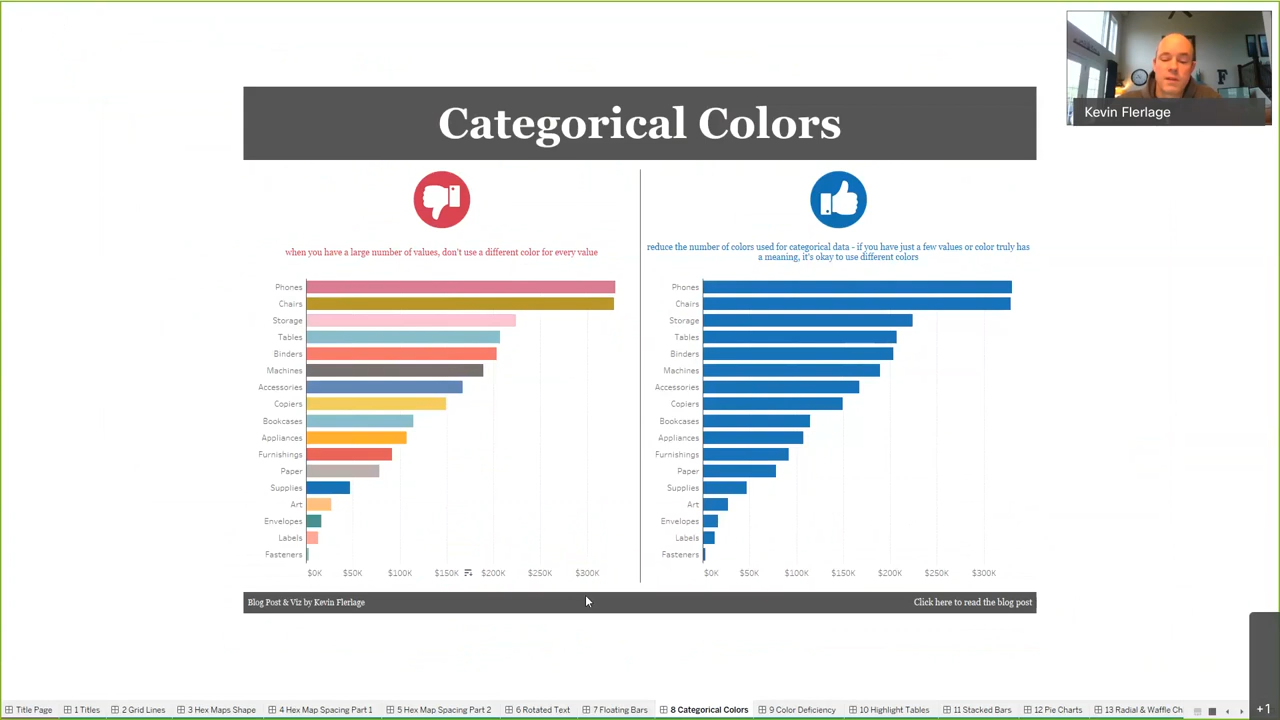 Kevin Flerlage
Categorical Colors
when you have a large number of values, don't use a different color for every value
Phones
Chairs
Storage
Tables
Binders
Machines
Accessories
Copiers
Bookcases
Appliances
Furnishings
Paper
Supplies
Art
Envelopes
Labels
Fasteners
$0K $50K $100K $150K $200K $250K $300K
reduce the number of colors used for categorical data - if you have just a few values or color truly has
a meaning, it's okay to use different colors
Phones
Chairs
Storage
Tables
Binders
Machines
Accessories
Copiers
Bookcases
Appliances
Furnishings
Paper
Supplies
Art
Envelopes
Labels
Fasteners
$0K $50K $100K $150K $200K $250K $300K
Blog Post & Viz by Kevin Flerlage
Click here to read the blog post
Title Page 1 Titles 2 Grid Lines 3 Hex Maps Shape 4 Hex Map Spacing Part 1 5 Hex Map Spacing Part 2 6 Rotated Text 7 Floating Bars 8 Categorical Colors 9 Color Deficiency 10 Highlight Tables 11 Stacked Bars 12 Pie Charts 13 Radial & Waffle Ch
+1